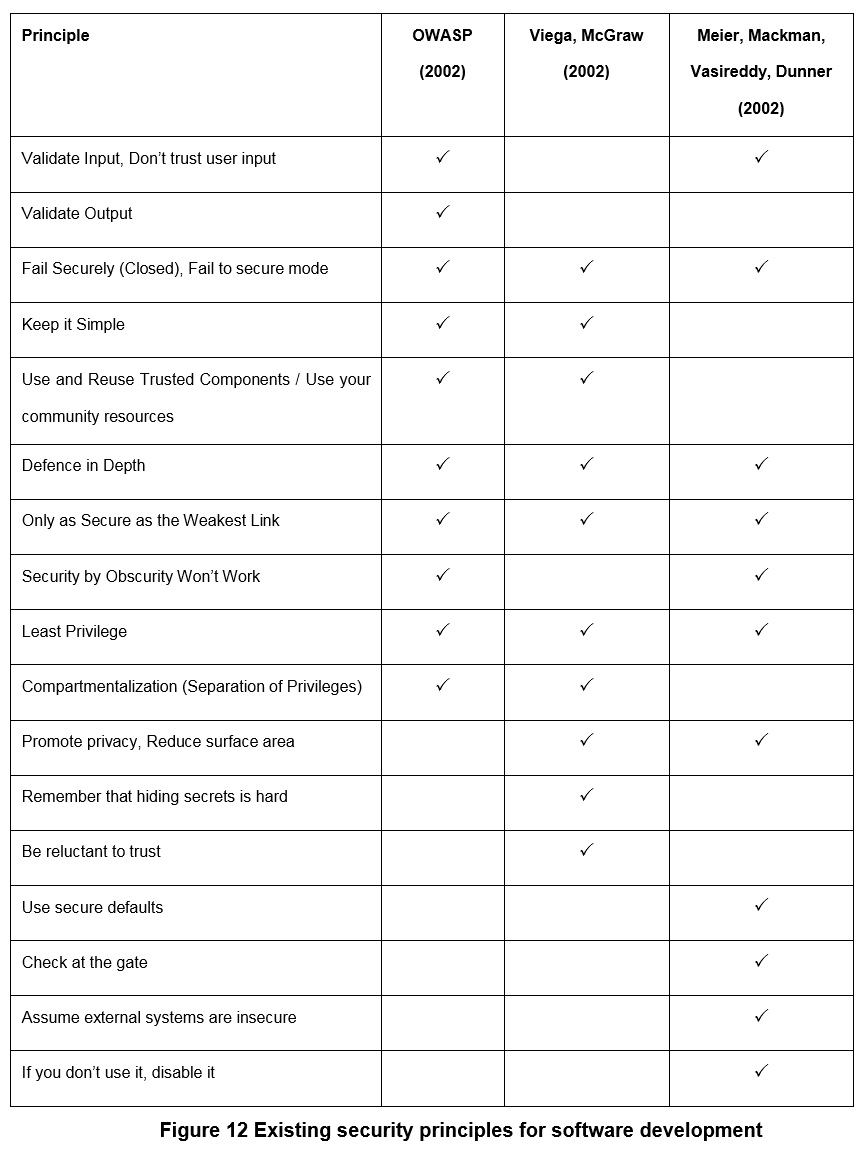 Principle OWASP Viega, McGraw Meier, Mackman,
(2002) (2002) Vasireddy, Dunner
(2002)
Validate Input, Don’t trust user input ✓ ✓
Validate Output ✓
Fail Securely (Closed), Fail to secure mode ✓ ✓ ✓
Keep it Simple ✓ ✓
Use and Reuse Trusted Components / Use your ✓ ✓
community resources
Defence in Depth ✓ ✓ ✓
Only as Secure as the Weakest Link ✓ ✓ ✓
Security by Obscurity Won’t Work ✓ ✓
Least Privilege ✓ ✓ ✓
Compartmentalization (Separation of Privileges) ✓ ✓
Promote privacy, Reduce surface area ✓ ✓
Remember that hiding secrets is hard ✓
Be reluctant to trust ✓
Use secure defaults ✓
Check at the gate ✓
Assume external systems are insecure ✓
If you don’t use it, disable it ✓
Figure 12 Existing security principles for software development